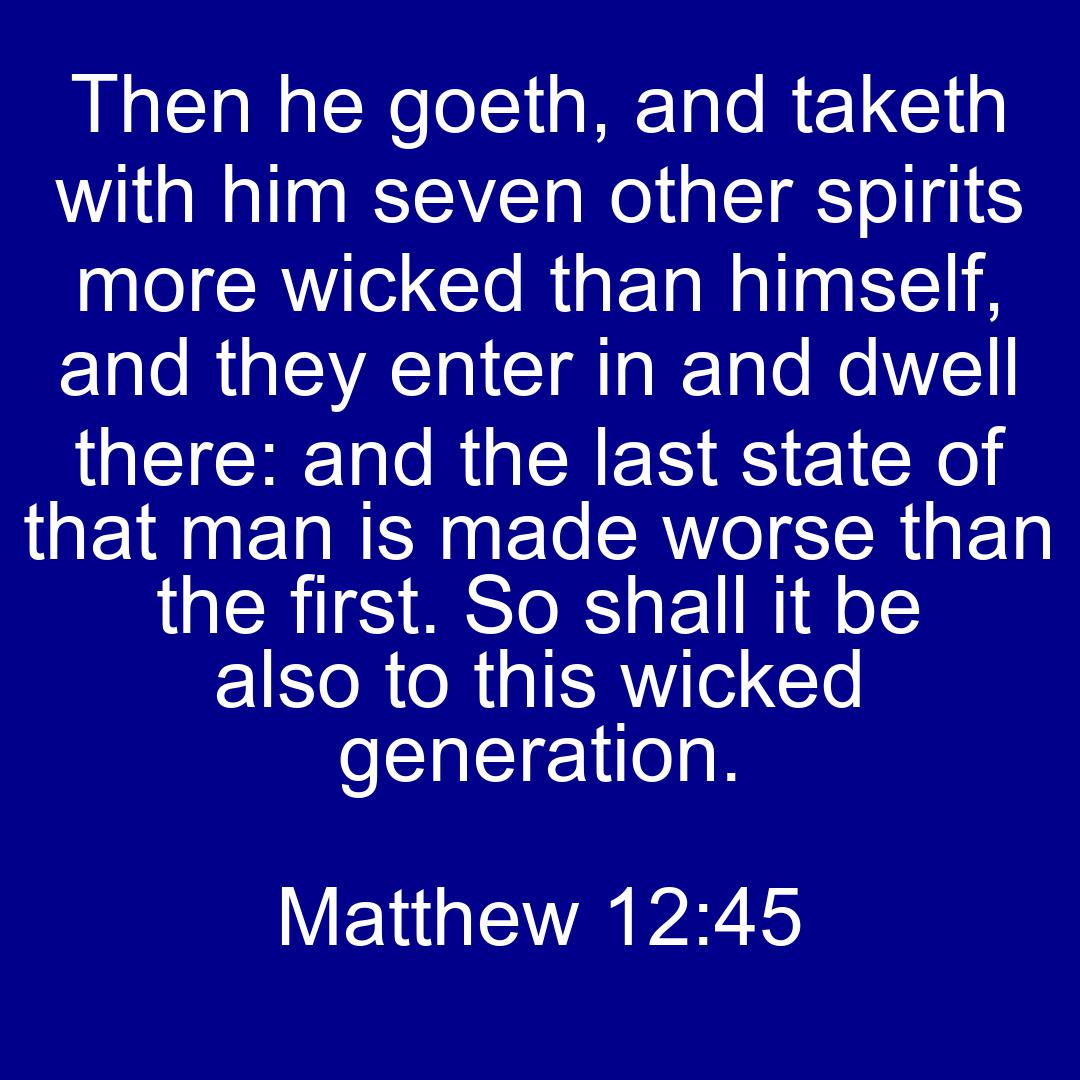 Then he goeth, and taketh
with him seven other spirits
more wicked than himself,
and they enter in and dwell
there: and the last state of
that man is made worse than
the first. So shall it be
also to this wicked
generation.
Matthew 12:45